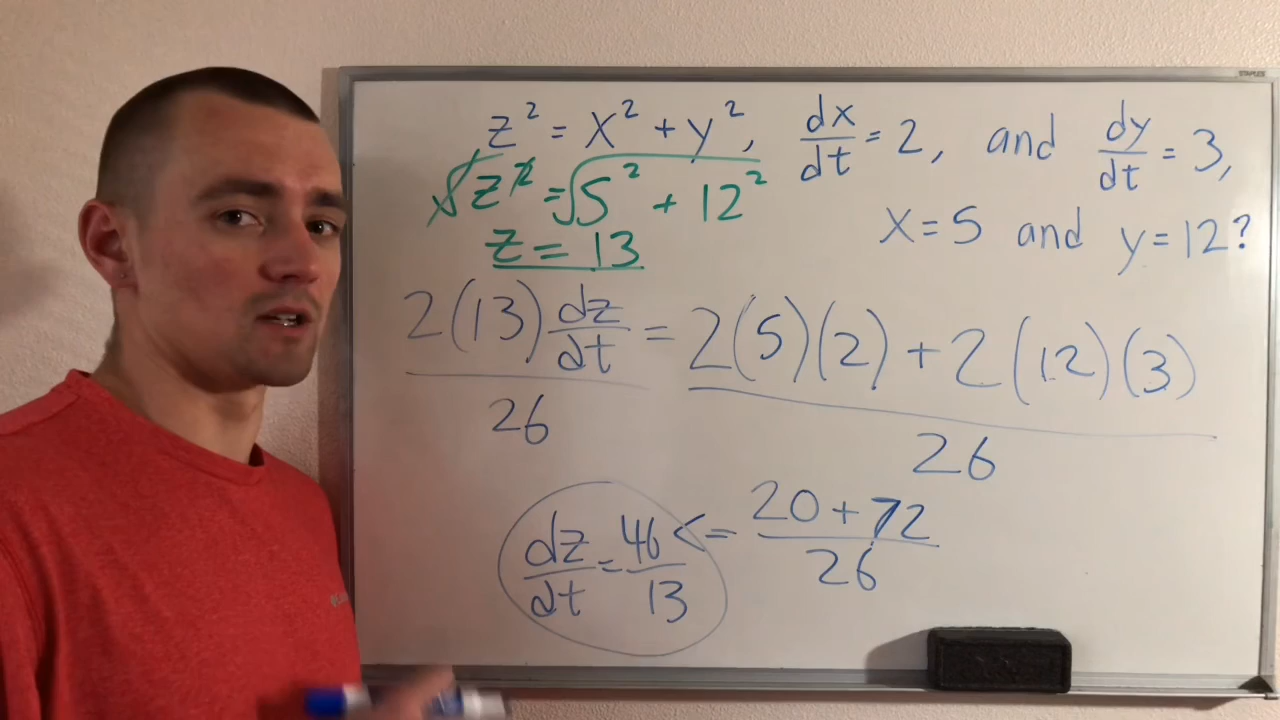 STAPLES
z² = x² + y², dx/dt = 2, and dy/dt = 3,
√z² = √5² + 12²
x = 5 and y = 12?
z = 13
2(13) dz/dt = 2(5)(2) + 2(12)(3)
26 26
dz/dt = 46/13 <= 20+72/26